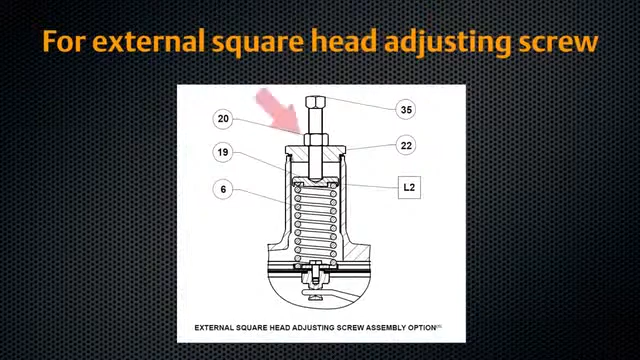 For external square head adjusting screw
20
35
19
22
6
L2
EXTERNAL SQUARE HEAD ADJUSTING SCREW ASSEMBLY OPTION